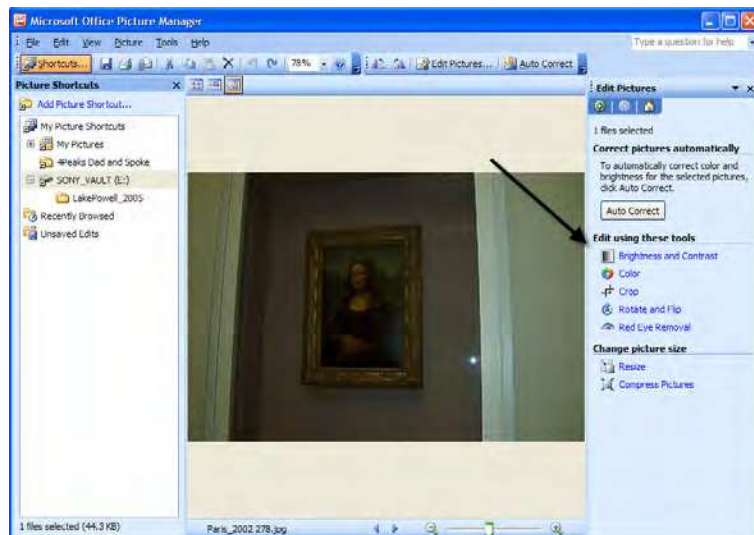 Microsoft Office Picture Manager
File Edit View Picture Tools Help
Type a question for help
Shortcuts... 78% Edit Pictures... Auto Correct
Picture Shortcuts
Add Picture Shortcut...
My Picture Shortcuts
My Pictures
4Peaks Dad and Spoke
SONY_VAULT (E:)
LakePowell_2005
Recently Browsed
Unsaved Edits
Edit Pictures
1 files selected
Correct pictures automatically
To automatically correct color and
brightness for the selected pictures,
click Auto Correct.
Auto Correct
Edit using these tools
Brightness and Contrast
Color
Crop
Rotate and Flip
Red Eye Removal
Change picture size
Resize
Compress Pictures
1 files selected (44.3 KB)
Paris_2002 278.jpg